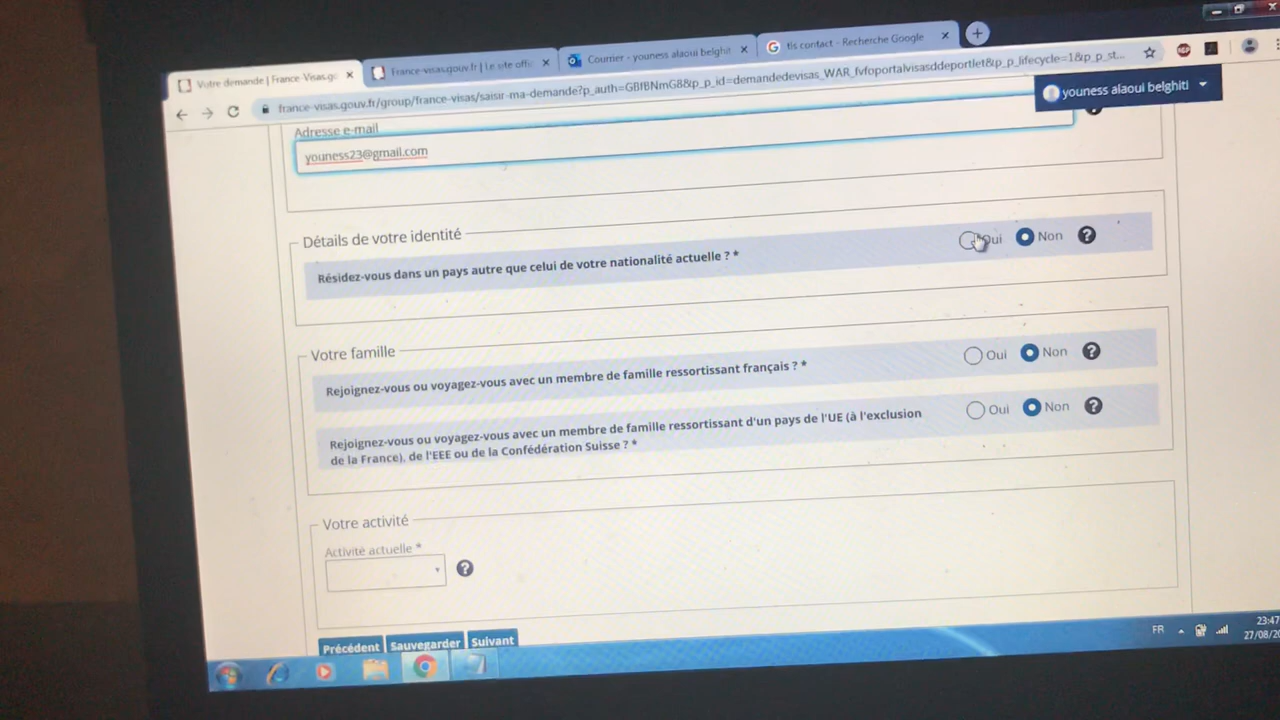 Votre demande | France-Visas.go
France-visas.gouv.fr | Le site offic
Courrier - youness alaoui belghiti
tls contact - Recherche Google
france-visas.gouv.fr/group/france-visas/saisir-ma-demande?p_auth=GBfBNmG8&p_p_id=demandedevisas_WAR_fvfoportalvisasddeportlet&p_p_lifecycle=1&p_p_st...
youness alaoui belghiti
Adresse e-mail
youness23@gmail.com
Détails de votre identité
Résidez-vous dans un pays autre que celui de votre nationalité actuelle ? *
Oui Non ?
Votre famille
Rejoignez-vous ou voyagez-vous avec un membre de famille ressortissant français ? *
Oui Non ?
Rejoignez-vous ou voyagez-vous avec un membre de famille ressortissant d'un pays de l'UE (à l'exclusion
de la France), de l'EEE ou de la Confédération Suisse ? *
Oui Non ?
Votre activité
Activité actuelle *
?
Précédent Sauvegarder Suivant
FR
23:47
27/08/20